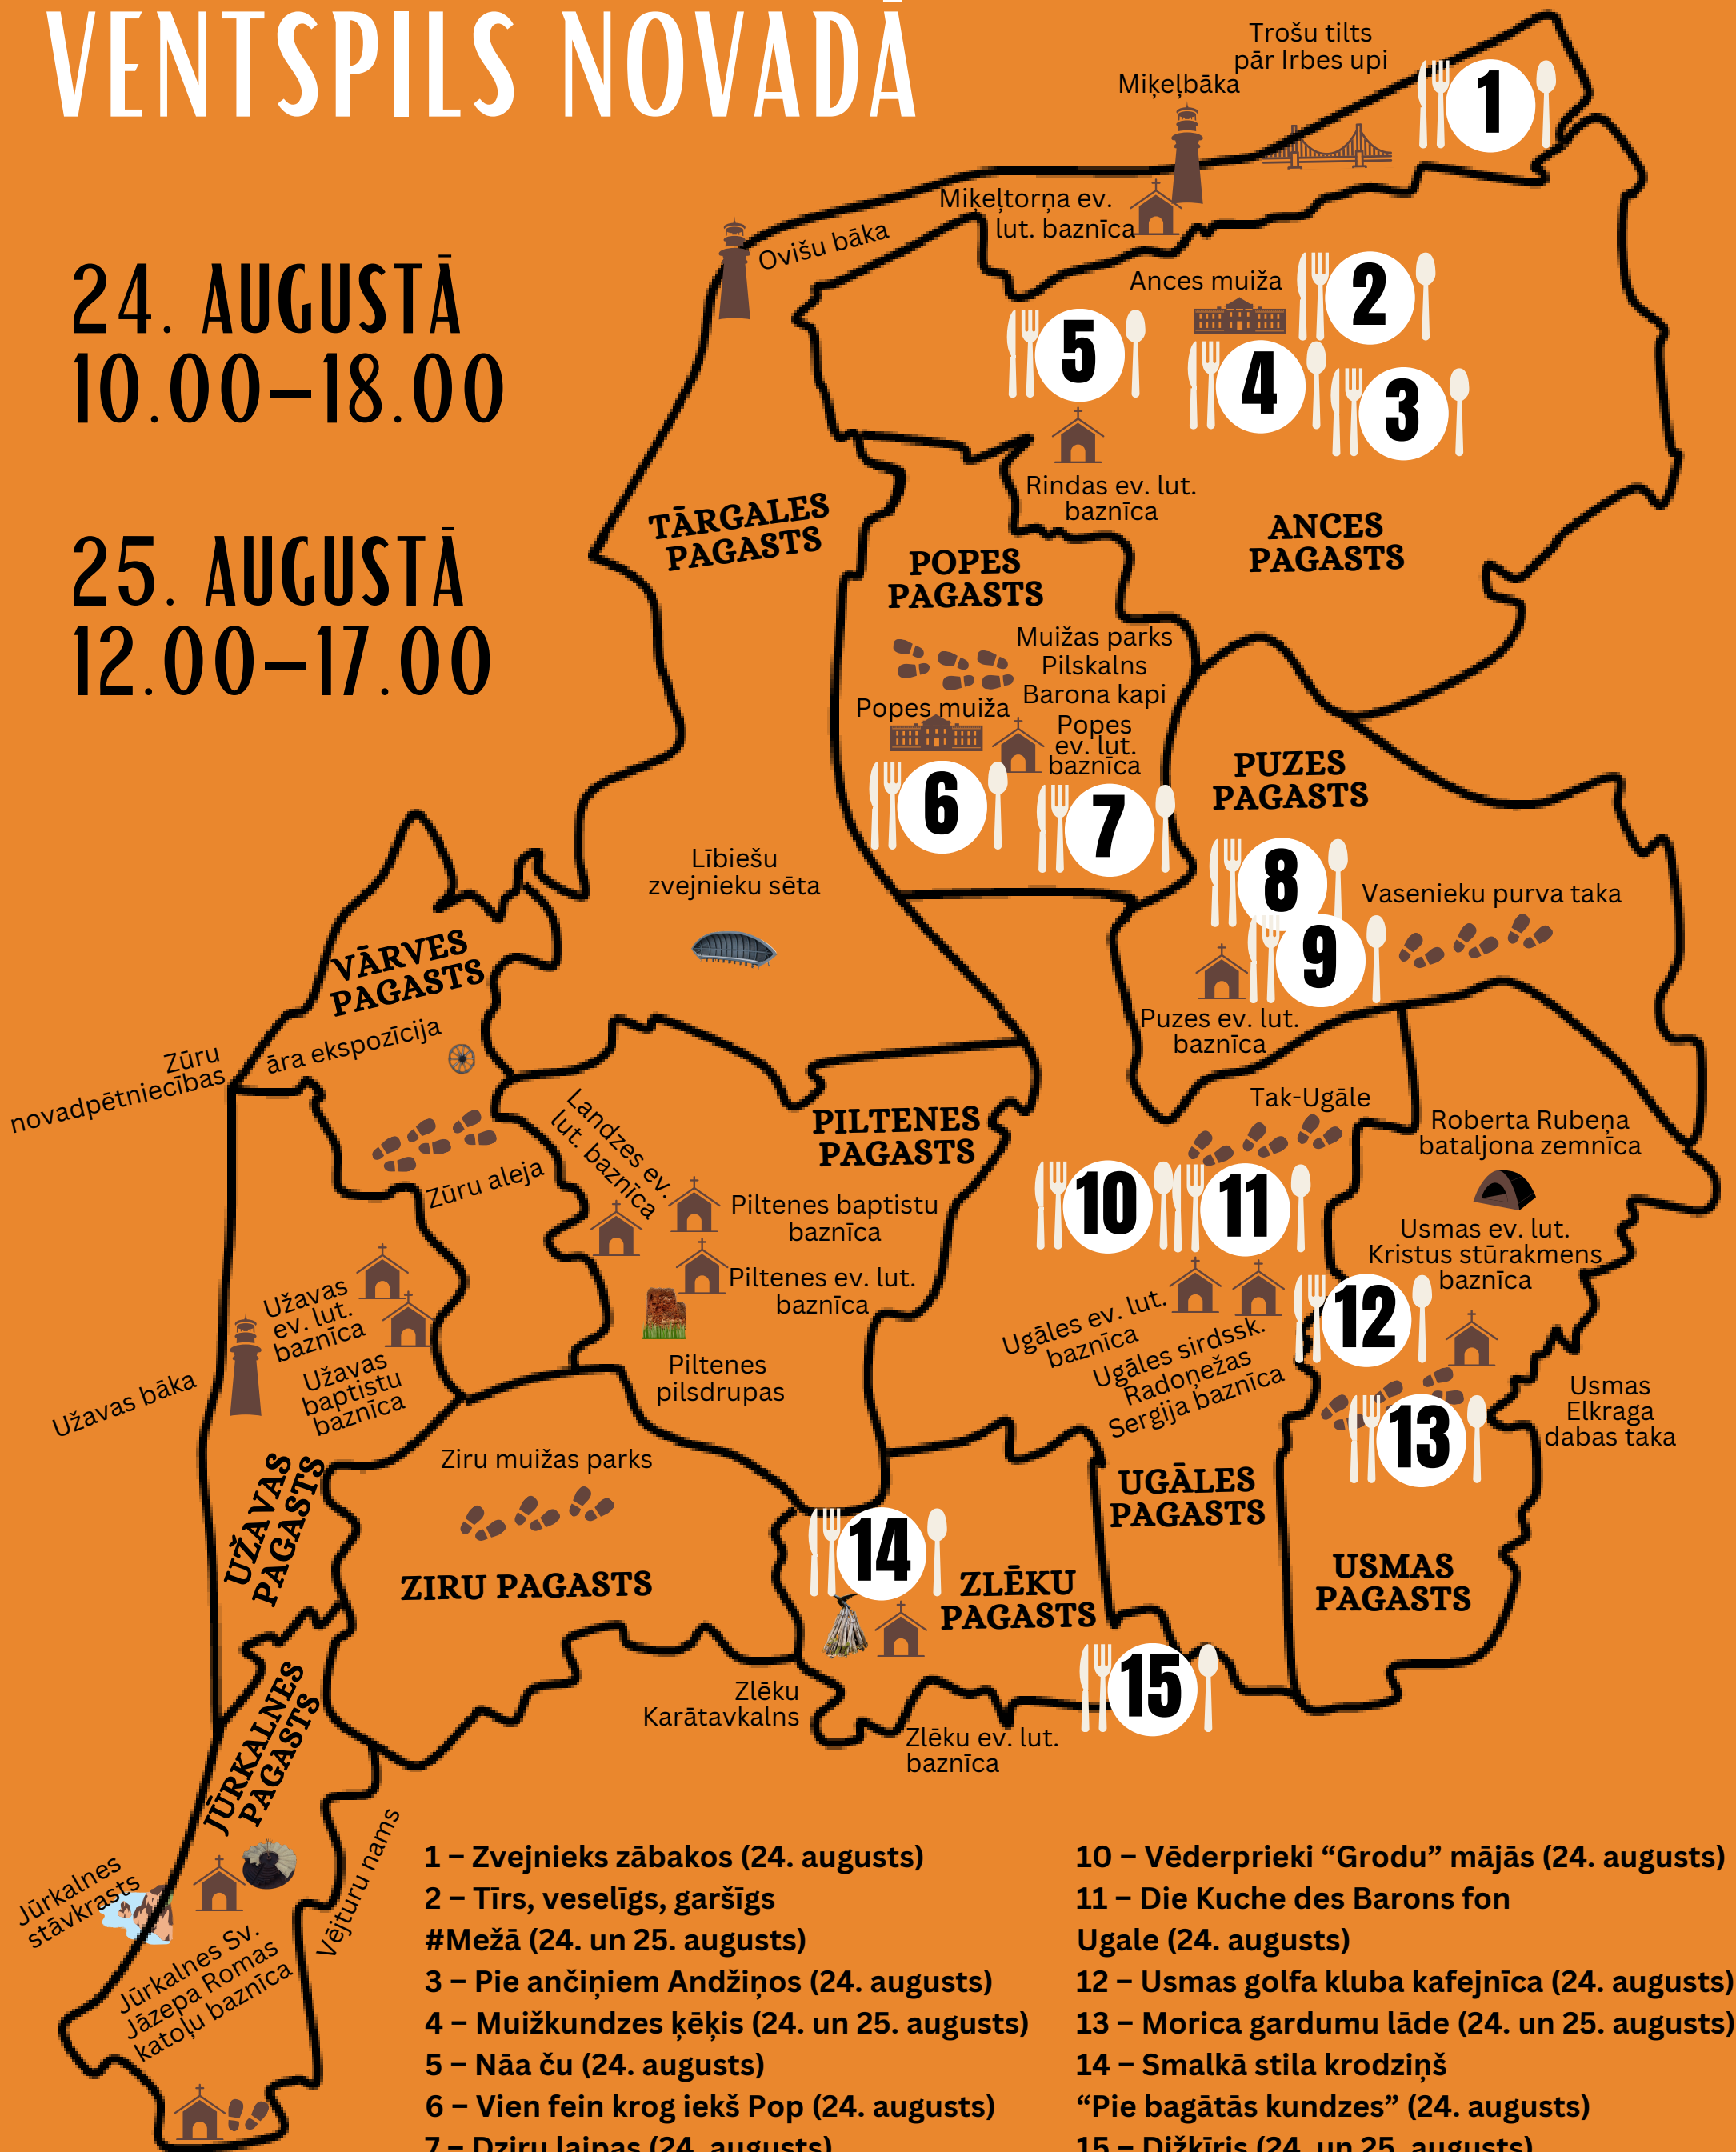 VENTSPILS NOVADĀ
24. AUGUSTĀ
10.00–18.00
25. AUGUSTĀ
12.00–17.00
Trošu tilts
pār Irbes upi
Miķeļbāka
1
Miķeļtorņa ev.
lut. baznīca
Ovišu bāka
Ances muiža
2
5
4
3
Rindas ev. lut.
baznīca
TĀRGALES
PAGASTS
ANCES
PAGASTS
POPES
PAGASTS
Muižas parks
Pilskalns
Barona kapi
Popes muiža
Popes
ev. lut.
baznīca
6
7
PUZES
PAGASTS
8
Vasenieku purva taka
9
Puzes ev. lut.
baznīca
Lībiešu
zvejnieku sēta
VĀRVES
PAGASTS
Zūru
novadpētniecības
āra ekspozīcija
Zūru aleja
Landzes ev.
lut. baznīca
PILTENES
PAGASTS
Piltenes baptistu
baznīca
Piltenes ev. lut.
baznīca
Piltenes
pilsdrupas
Tak-Ugāle
10
11
Roberta Rubeņa
bataljona zemnīca
Usmas ev. lut.
Kristus stūrakmens
baznīca
12
Ugāles ev. lut.
baznīca
Ugāles sirdssk.
Radoņežas
Sergija baznīca
13
Usmas
Elkraga
dabas taka
Užavas
ev. lut.
baznīca
Užavas
baptistu
baznīca
Užavas bāka
UŽAVAS
PAGASTS
Ziru muižas parks
ZIRU PAGASTS
14
ZLĒKU
PAGASTS
UGĀLES
PAGASTS
USMAS
PAGASTS
15
Zlēku
Karātavkalns
Zlēku ev. lut.
baznīca
JŪRKALNES
PAGASTS
Jūrkalnes
stāvkrasts
Vējturu nams
Jūrkalnes Sv.
Jāzepa Romas
katoļu baznīca
1 – Zvejnieks zābakos (24. augusts)
2 – Tīrs, veselīgs, garšīgs
#Mežā (24. un 25. augusts)
3 – Pie ančiņiem Andžiņos (24. augusts)
4 – Muižkundzes ķēķis (24. un 25. augusts)
5 – Nāa ču (24. augusts)
6 – Vien fein krog iekš Pop (24. augusts)
7 – Dziru laipas (24. augusts)
10 – Vēderprieki “Grodu” mājās (24. augusts)
11 – Die Kuche des Barons fon
Ugale (24. augusts)
12 – Usmas golfa kluba kafejnīca (24. augusts)
13 – Morica gardumu lāde (24. un 25. augusts)
14 – Smalkā stila krodziņš
“Pie bagātās kundzes” (24. augusts)
15 – Dižķīris (24. un 25. augusts)